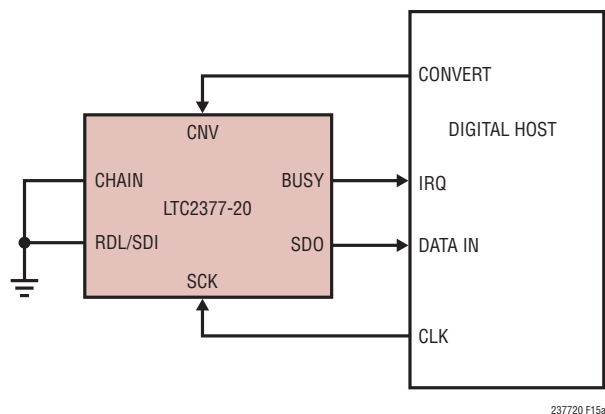 CONVERT
CNV
DIGITAL HOST
CHAIN
BUSY
IRQ
LTC2377-20
RDL/SDI
SDO
DATA IN
SCK
CLK
237720 F15a